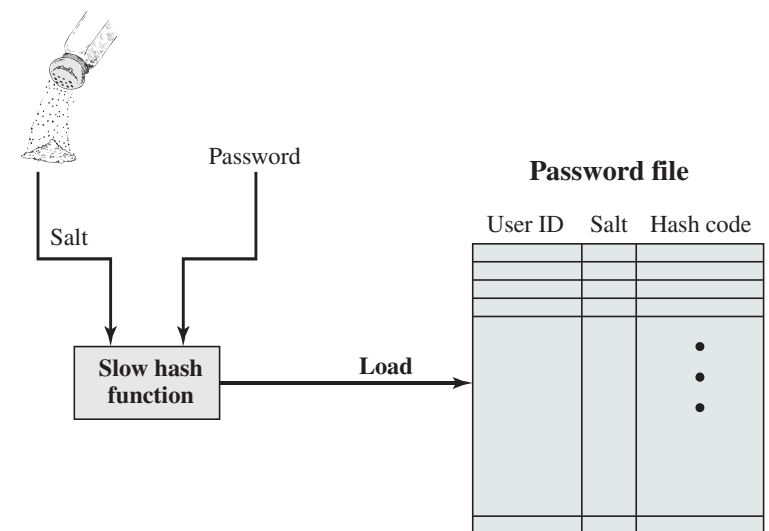 Password
Password file
User ID Salt Hash code
Salt
Slow hash
function
Load